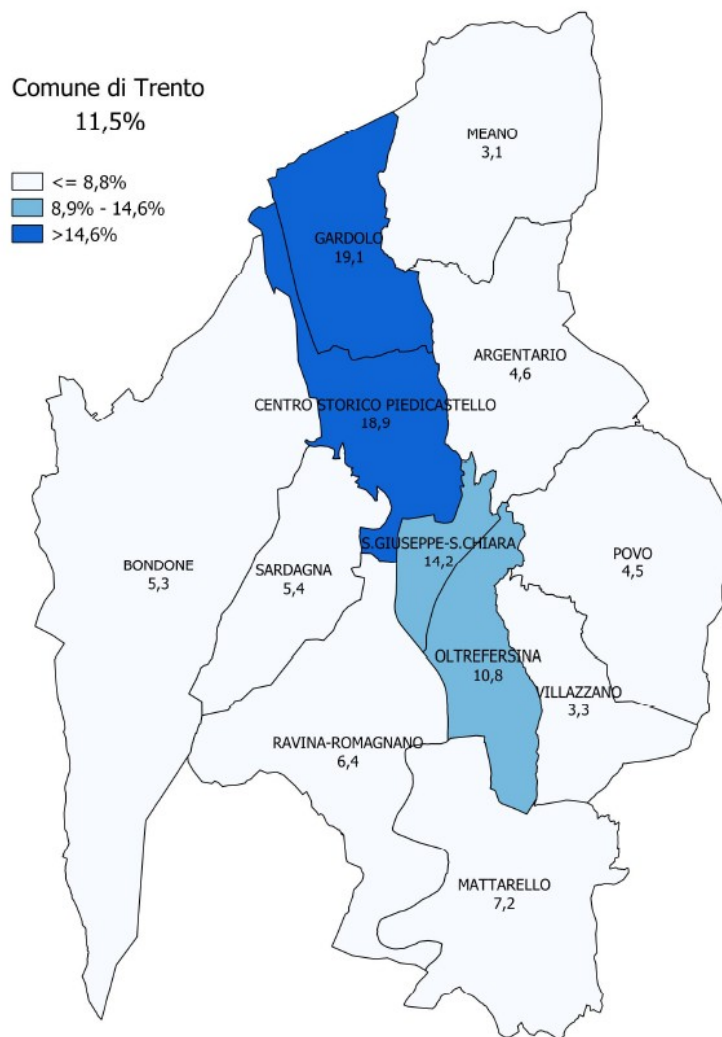 Comune di Trento
11,5%
<= 8,8%
8,9% - 14,6%
>14,6%
MEANO
3,1
GARDOLO
19,1
ARGENTARIO
4,6
CENTRO STORICO PIEDICASTELLO
18,9
S.GIUSEPPE-S.CHIARA
14,2
POVO
4,5
BONDONE
5,3
SARDAGNA
5,4
OLTREFERSINA
10,8
VILLAZZANO
3,3
RAVINA-ROMAGNANO
6,4
MATTARELLO
7,2